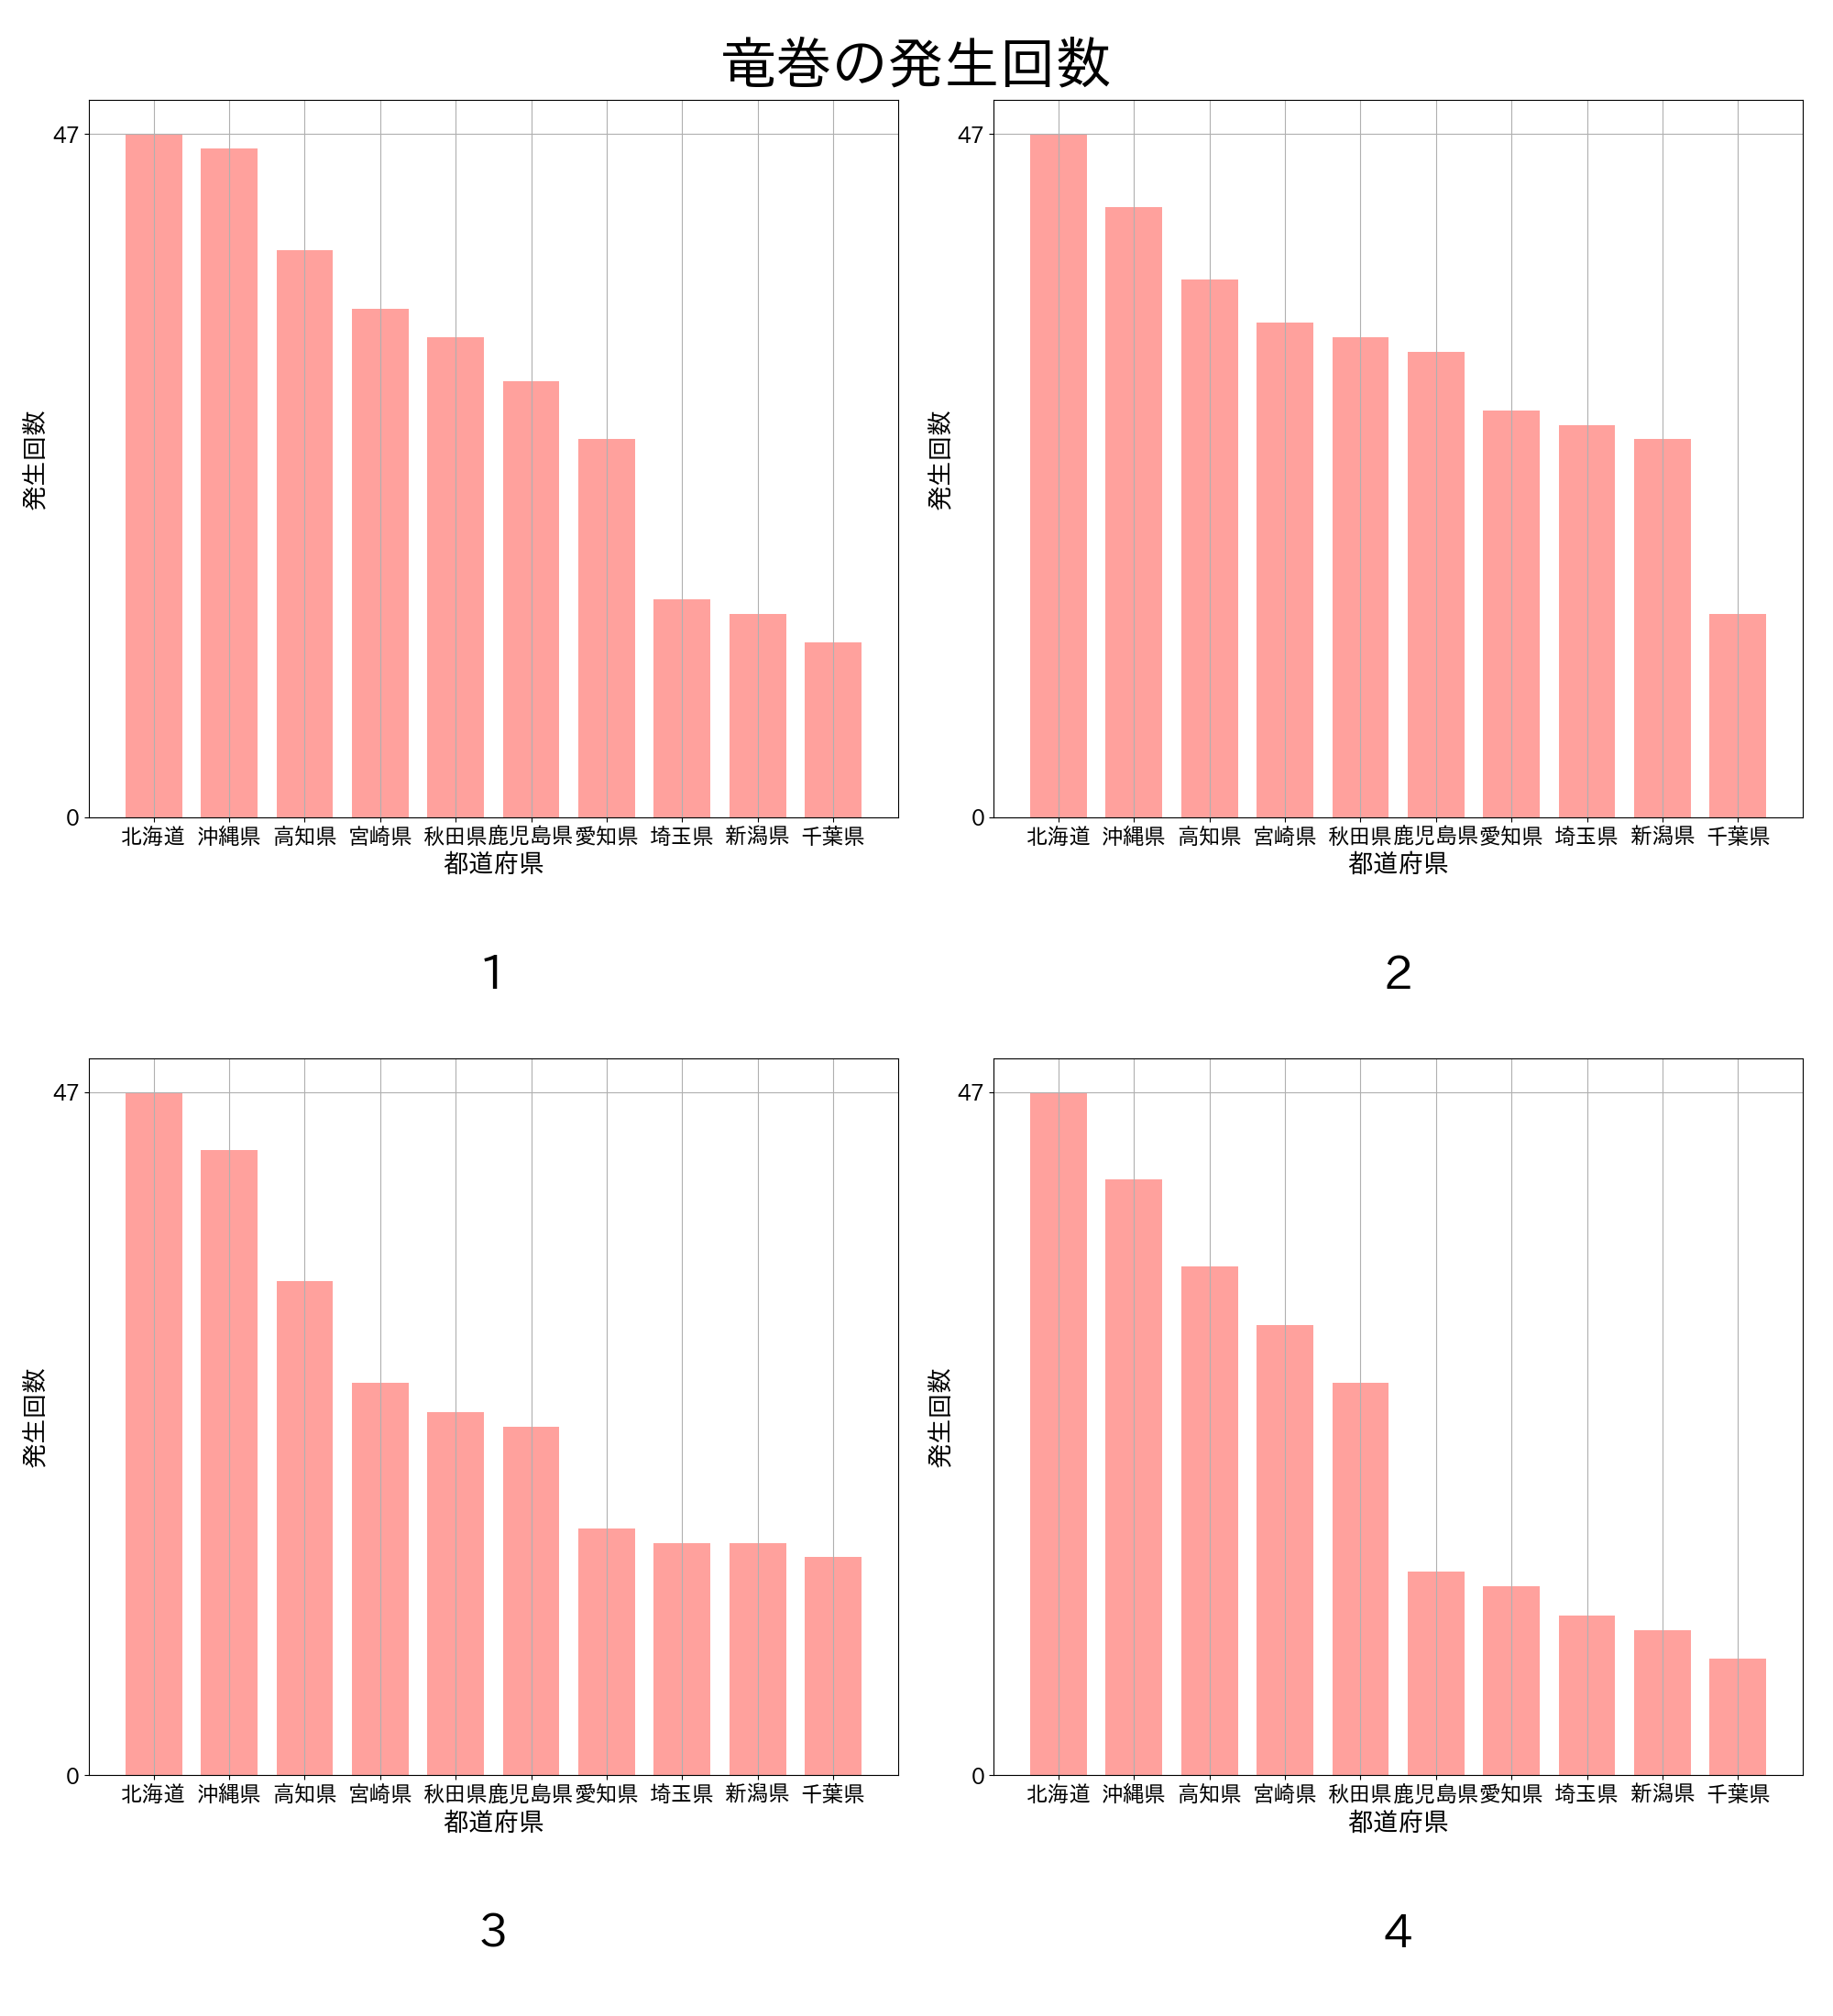 竜巻の発生回数
47
0
発生回数
北海道 沖縄県 高知県 宮崎県 秋田県 鹿児島県 愛知県 埼玉県 新潟県 千葉県
都道府県
1
47
0
発生回数
北海道 沖縄県 高知県 宮崎県 秋田県 鹿児島県 愛知県 埼玉県 新潟県 千葉県
都道府県
2
47
0
発生回数
北海道 沖縄県 高知県 宮崎県 秋田県 鹿児島県 愛知県 埼玉県 新潟県 千葉県
都道府県
3
47
0
発生回数
北海道 沖縄県 高知県 宮崎県 秋田県 鹿児島県 愛知県 埼玉県 新潟県 千葉県
都道府県
4